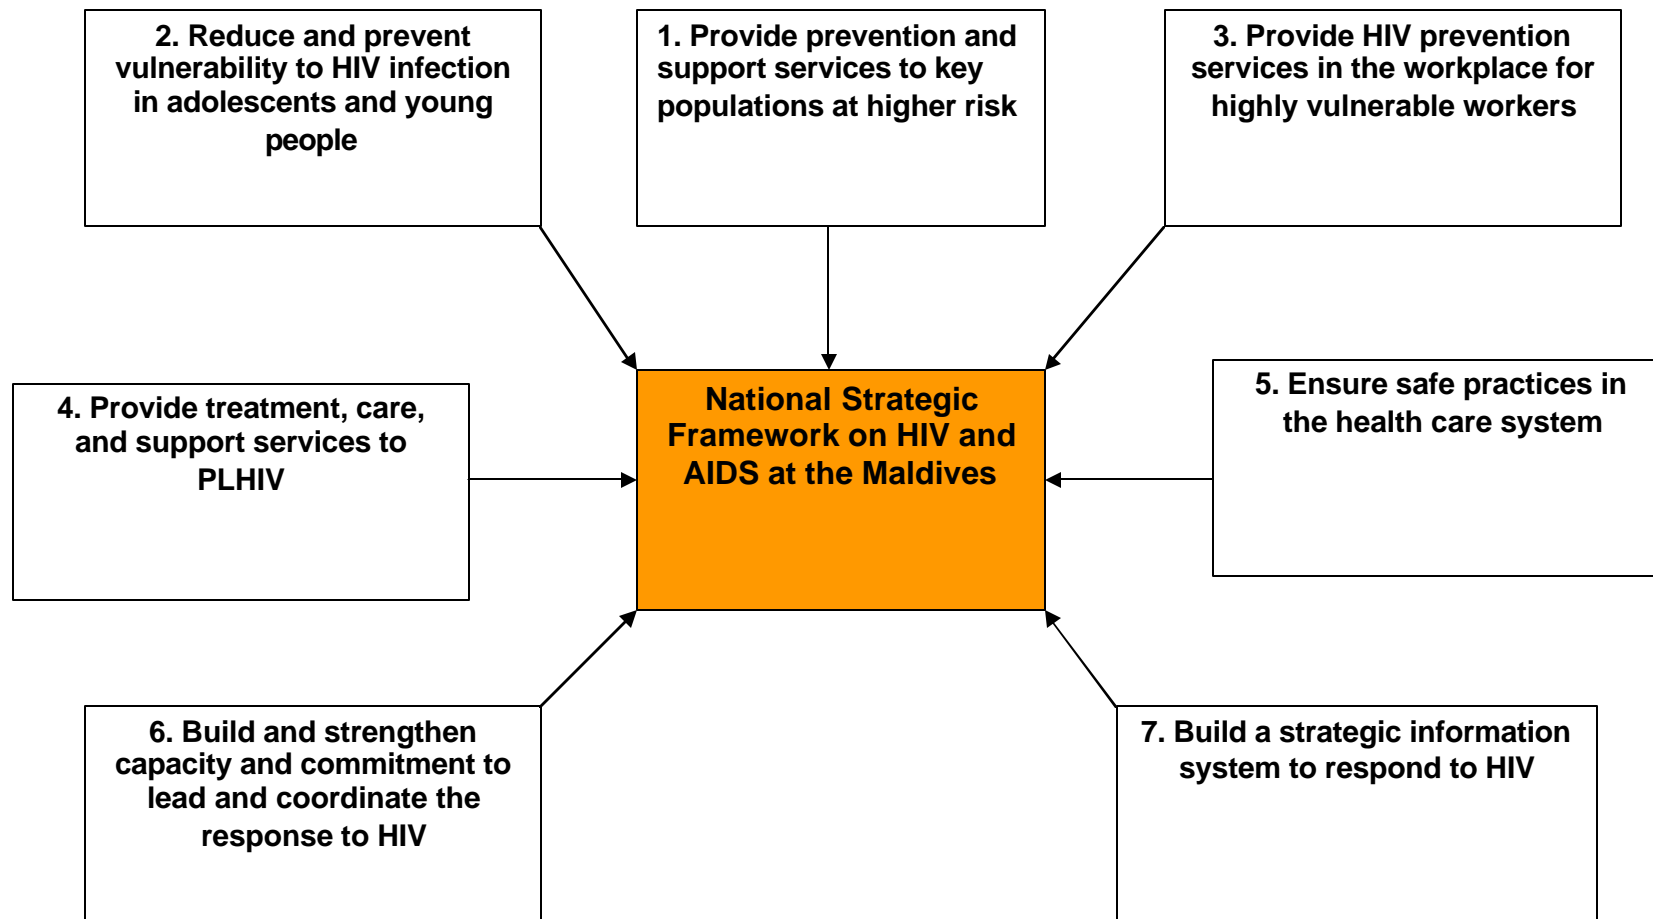 2. Reduce and prevent
vulnerability to HIV infection
in adolescents and young
people
1. Provide prevention and
support services to key
populations at higher risk
3. Provide HIV prevention
services in the workplace for
highly vulnerable workers
4. Provide treatment, care,
and support services to
PLHIV
National Strategic
Framework on HIV and
AIDS at the Maldives
5. Ensure safe practices in
the health care system
6. Build and strengthen
capacity and commitment to
lead and coordinate the
response to HIV
7. Build a strategic information
system to respond to HIV